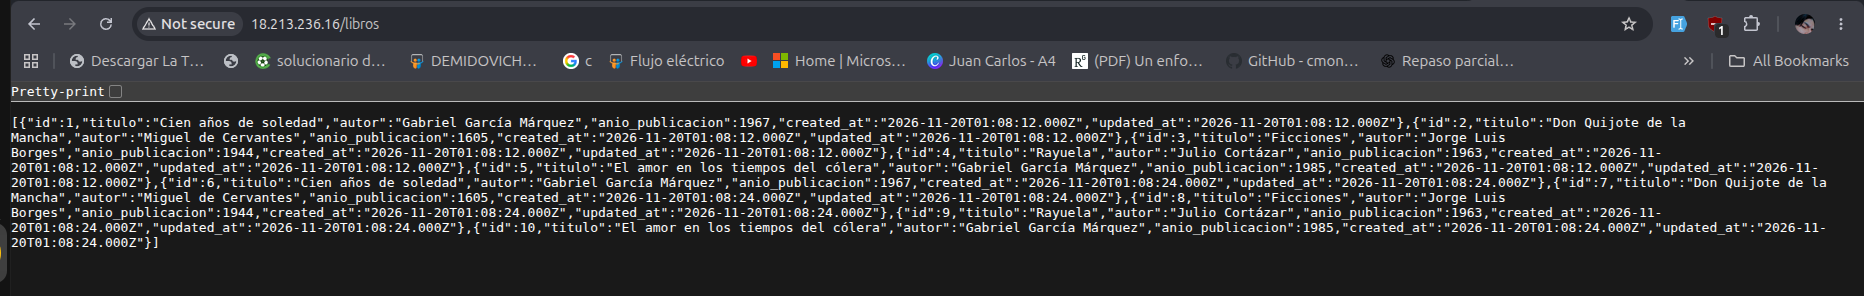 Not secure 18.213.236.16/libros
1
Descargar La T... solucionario d... DEMIDOVICH... c Flujo eléctrico Home | Micros... Juan Carlos - A4 (PDF) Un enfo... GitHub - cmon... Repaso parcial... » All Bookmarks
Pretty-print
[{"id":1,"titulo":"Cien años de soledad","autor":"Gabriel García Márquez","anio_publicacion":1967,"created_at":"2026-11-20T01:08:12.000Z","updated_at":"2026-11-20T01:08:12.000Z"},{"id":2,"titulo":"Don Quijote de la
Mancha","autor":"Miguel de Cervantes","anio_publicacion":1605,"created_at":"2026-11-20T01:08:12.000Z","updated_at":"2026-11-20T01:08:12.000Z"},{"id":3,"titulo":"Ficciones","autor":"Jorge Luis
Borges","anio_publicacion":1944,"created_at":"2026-11-20T01:08:12.000Z","updated_at":"2026-11-20T01:08:12.000Z"},{"id":4,"titulo":"Rayuela","autor":"Julio Cortázar","anio_publicacion":1963,"created_at":"2026-11-
20T01:08:12.000Z","updated_at":"2026-11-20T01:08:12.000Z"},{"id":5,"titulo":"El amor en los tiempos del cólera","autor":"Gabriel García Márquez","anio_publicacion":1985,"created_at":"2026-11-20T01:08:12.000Z","updated_at":"2026-11-
20T01:08:12.000Z"},{"id":6,"titulo":"Cien años de soledad","autor":"Gabriel García Márquez","anio_publicacion":1967,"created_at":"2026-11-20T01:08:24.000Z","updated_at":"2026-11-20T01:08:24.000Z"},{"id":7,"titulo":"Don Quijote de la
Mancha","autor":"Miguel de Cervantes","anio_publicacion":1605,"created_at":"2026-11-20T01:08:24.000Z","updated_at":"2026-11-20T01:08:24.000Z"},{"id":8,"titulo":"Ficciones","autor":"Jorge Luis
Borges","anio_publicacion":1944,"created_at":"2026-11-20T01:08:24.000Z","updated_at":"2026-11-20T01:08:24.000Z"},{"id":9,"titulo":"Rayuela","autor":"Julio Cortázar","anio_publicacion":1963,"created_at":"2026-11-
20T01:08:24.000Z","updated_at":"2026-11-20T01:08:24.000Z"},{"id":10,"titulo":"El amor en los tiempos del cólera","autor":"Gabriel García Márquez","anio_publicacion":1985,"created_at":"2026-11-20T01:08:24.000Z","updated_at":"2026-11-
20T01:08:24.000Z"}]